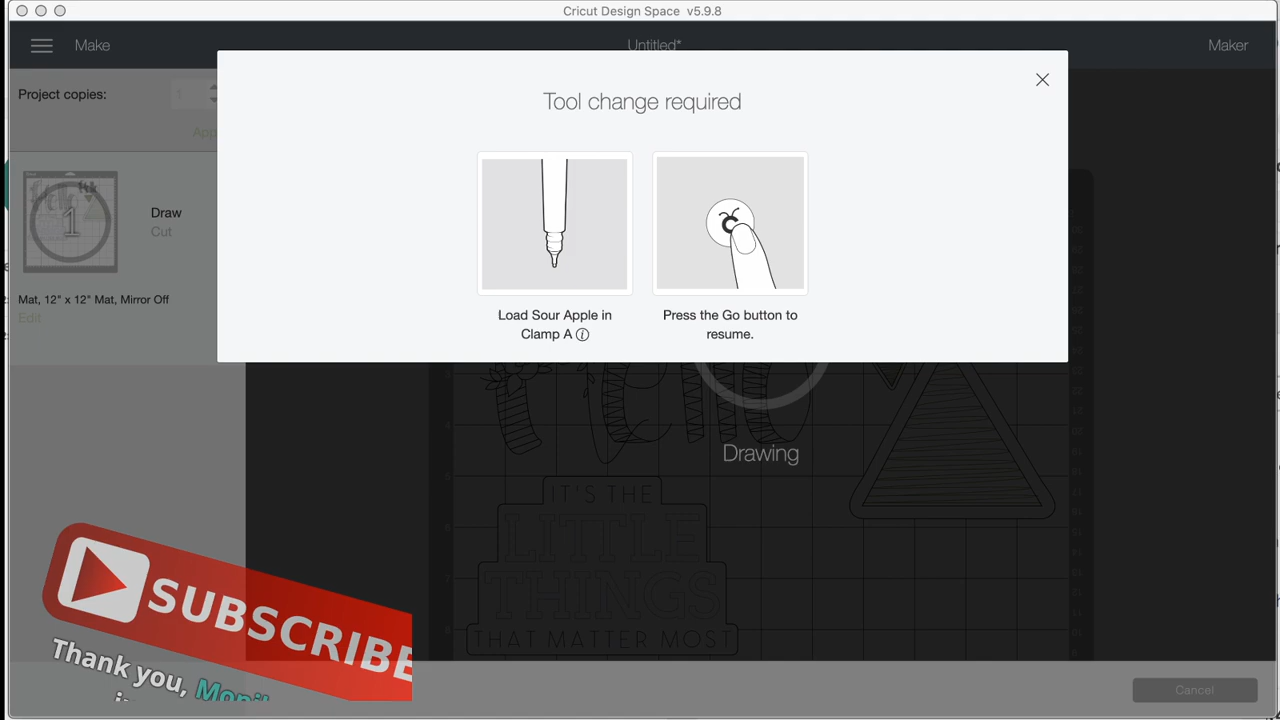 Cricut Design Space v5.9.8
Make
Untitled*
Maker
Project copies:
1
Tool change required
1
Draw
Cut
Mat, 12" x 12" Mat, Mirror Off
Edit
Load Sour Apple in
Clamp A
Press the Go button to
resume.
Drawing
IT'S THE
LITTLE
THINGS
THAT MATTER MOST
SUBSCRIBE
Thank you,
Cancel